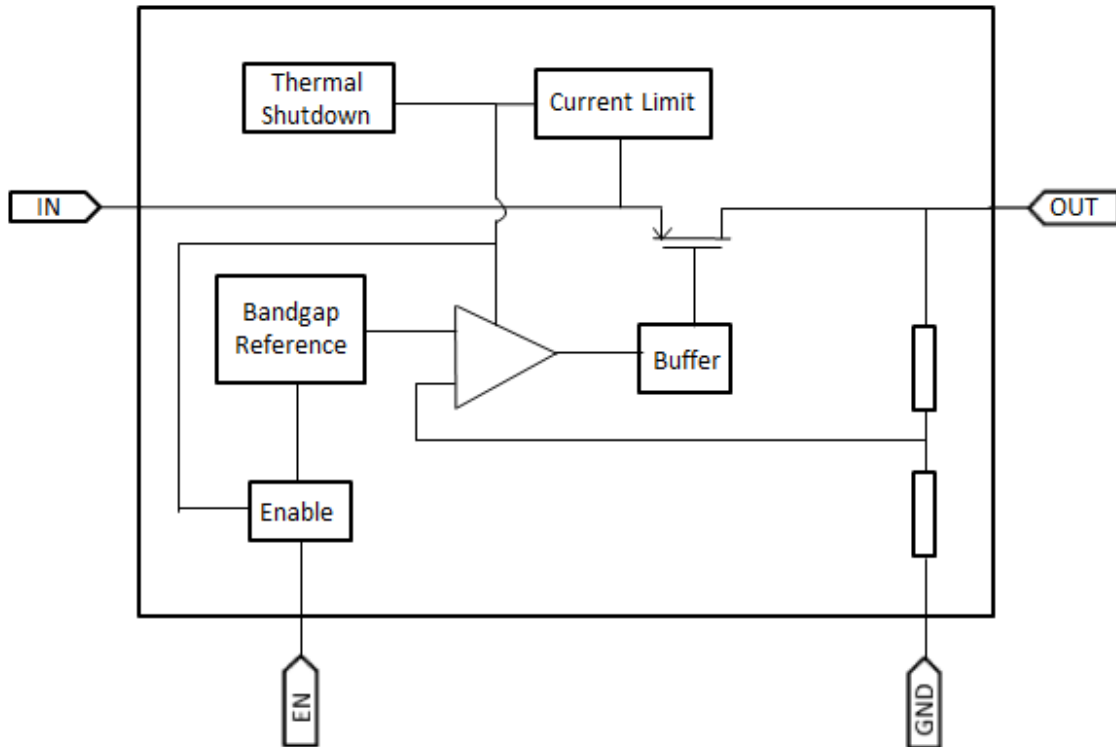 Thermal
Shutdown
Current Limit
IN
OUT
Bandgap
Reference
Buffer
Enable
EN
GND